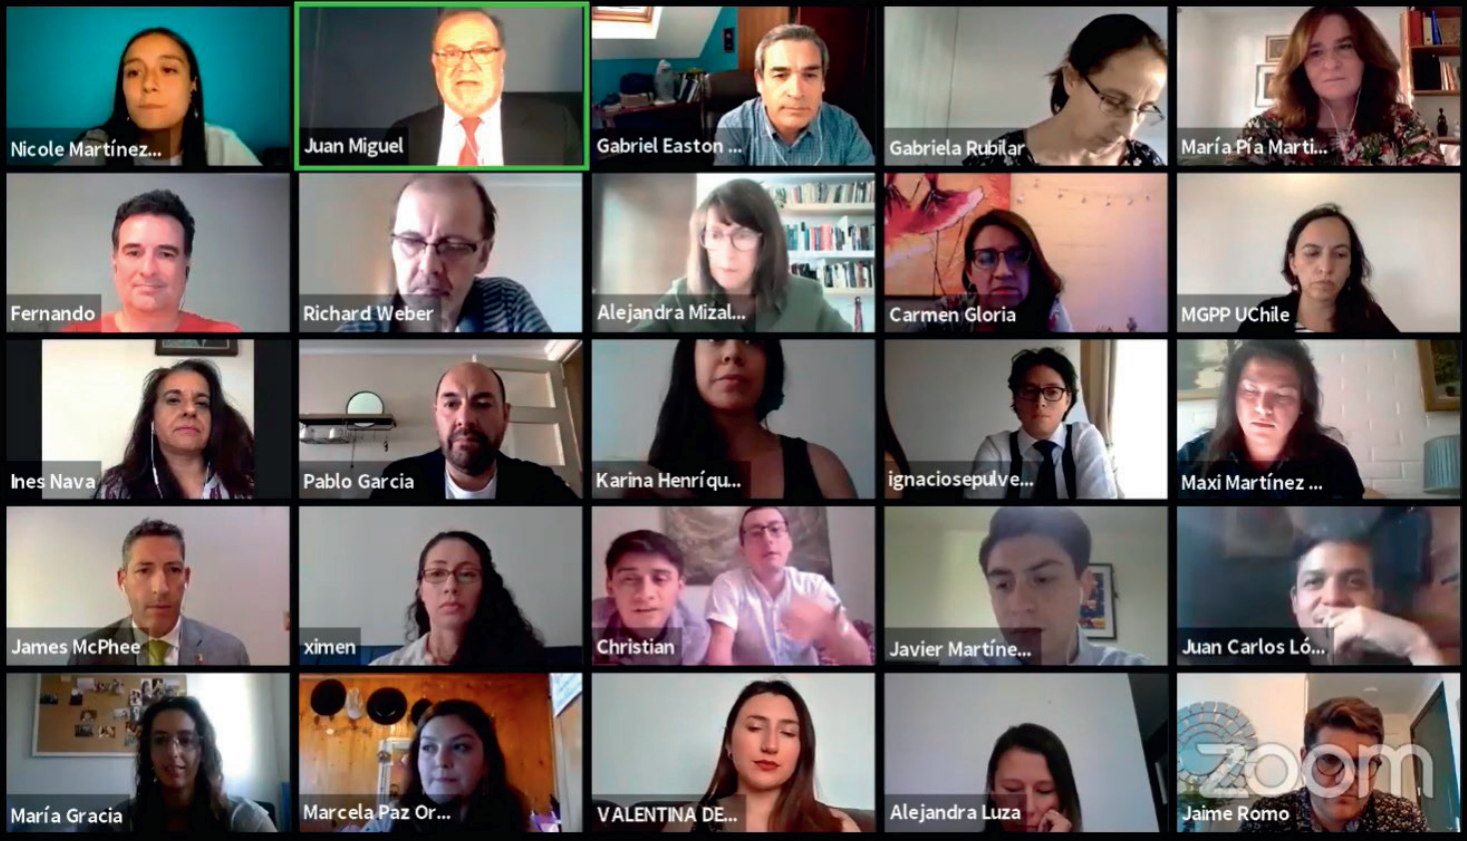 Nicole Martínez...
Juan Miguel
Gabriel Easton ...
Gabriela Rubilar
María Pía Marti...
Fernando
Richard Weber
Alejandra Mizal...
Carmen Gloria
MGPP UChile
Ines Nava
Pablo Garcia
Karina Henríqu...
ignaciosepulve...
Maxi Martínez ...
James McPhee
ximen
Christian
Javier Martíne...
Juan Carlos Ló...
María Gracia
Marcela Paz Or...
VALENTINA DE...
Alejandra Luza
Jaime Romo
zoom